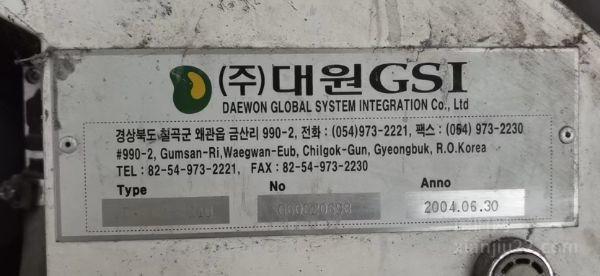 (주)대원GSI
DAEWON GLOBAL SYSTEM INTEGRATION Co., Ltd
경상북도 칠곡군 왜관읍 금산리 990-2, 전화 : (054)973-2221, 팩스 : (054) 973-2230
#990-2, Gumsan-Ri,Waegwan-Eub, Chilgok-Gun, Gyeongbuk, R.O.Korea
TEL : 82-54-973-2221, FAX : 82-54-973-2230
Type No Anno
2004.06.30